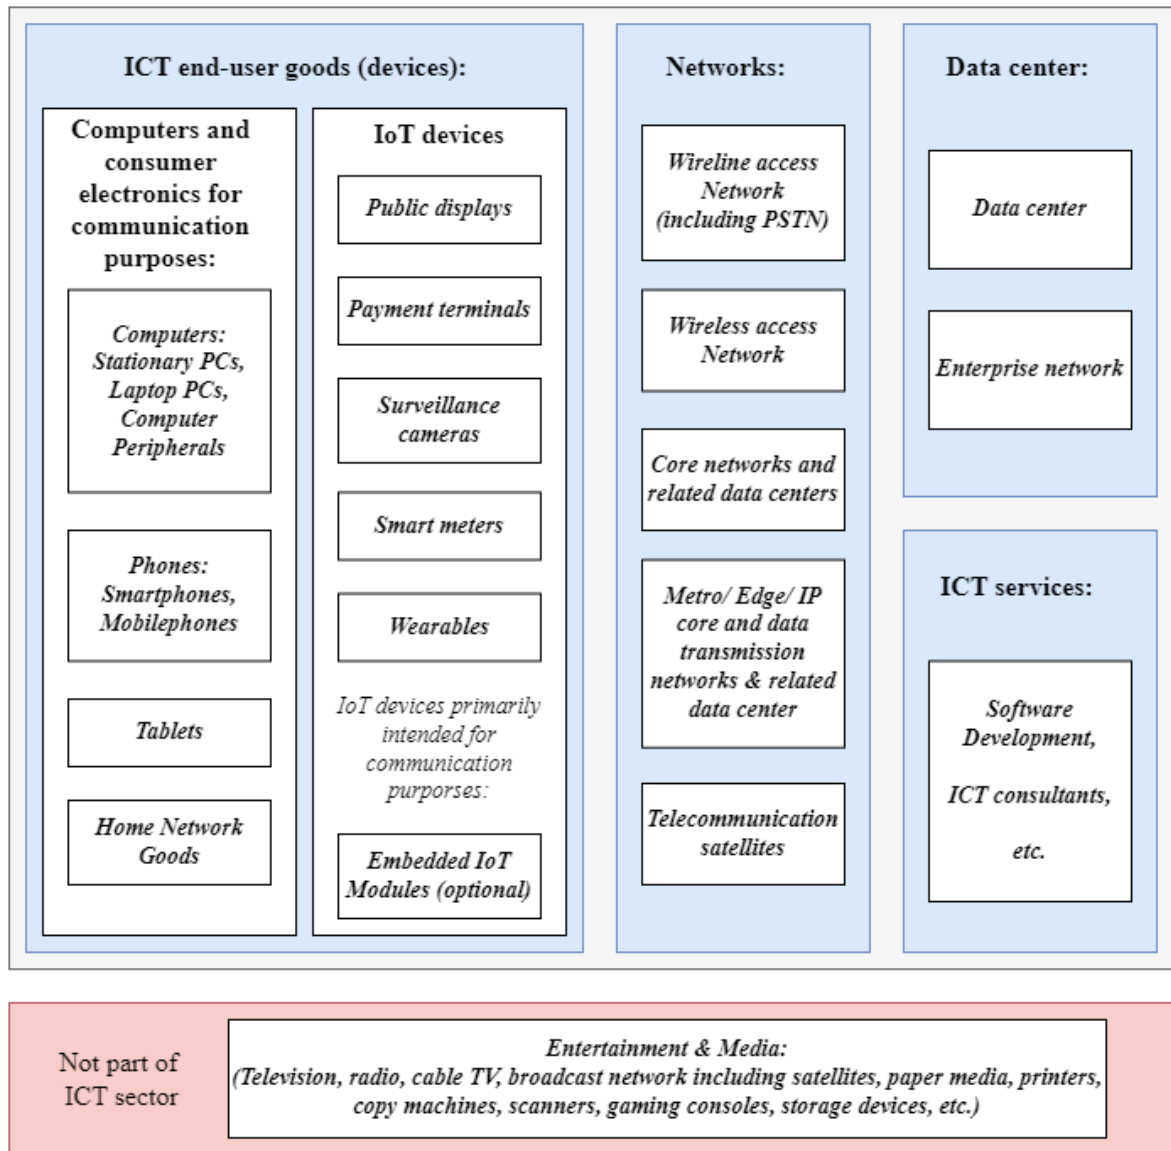 ICT end-user goods (devices):
Computers and
consumer
electronics for
communication
purposes:
Computers:
Stationary PCs,
Laptop PCs,
Computer
Peripherals
Phones:
Smartphones,
Mobilephones
Tablets
Home Network
Goods
IoT devices
Public displays
Payment terminals
Surveillance
cameras
Smart meters
Wearables
IoT devices primarily
intended for
communication
purporses:
Embedded IoT
Modules (optional)
Networks:
Wireline access
Network
(including PSTN)
Wireless access
Network
Core networks and
related data centers
Metro/ Edge/ IP
core and data
transmission
networks & related
data center
Telecommunication
satellites
Data center:
Data center
Enterprise network
ICT services:
Software
Development,
ICT consultants,
etc.
Not part of
ICT sector
Entertainment & Media:
(Television, radio, cable TV, broadcast network including satellites, paper media, printers,
copy machines, scanners, gaming consoles, storage devices, etc.)